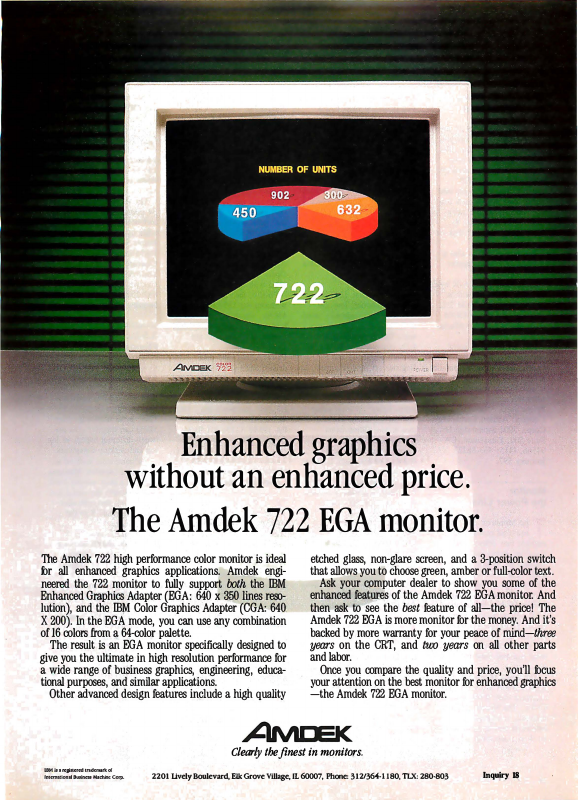 NUMBER OF UNITS
902
300
450
632
722
AMDEK
722
POWER
Enhanced graphics
without an enhanced price.
The Amdek 722 EGA monitor.
The Amdek 722 high performance color monitor is ideal
for all enhanced graphics applications. Amdek engi-
neered the 722 monitor to fully support both the IBM
Enhanced Graphics Adapter (EGA: 640 x 350 lines reso-
lution), and the IBM Color Graphics Adapter (CGA: 640
X 200). In the EGA mode, you can use any combination
of 16 colors from a 64-color palette.
The result is an EGA monitor specifically designed to
give you the ultimate in high resolution performance for
a wide range of business graphics, engineering, educa-
tional purposes, and similar applications.
Other advanced design features include a high quality
etched glass, non-glare screen, and a 3-position switch
that allows you to choose green, amber or full-color text.
Ask your computer dealer to show you some of the
enhanced features of the Amdek 722 EGA monitor. And
then ask to see the best feature of all—the price! The
Amdek 722 EGA is more monitor for the money. And it's
backed by more warranty for your peace of mind—three
years on the CRT, and two years on all other parts
and labor.
Once you compare the quality and price, you'll focus
your attention on the best monitor for enhanced graphics
—the Amdek 722 EGA monitor.
AMDEK
Clearly the finest in monitors.
IBM is a registered trademark of
International Business Machine Corp.
2201 Lively Boulevard, Elk Grove Village, IL 60007, Phone: 312/364-1180, TLX: 280-803
Inquiry 18